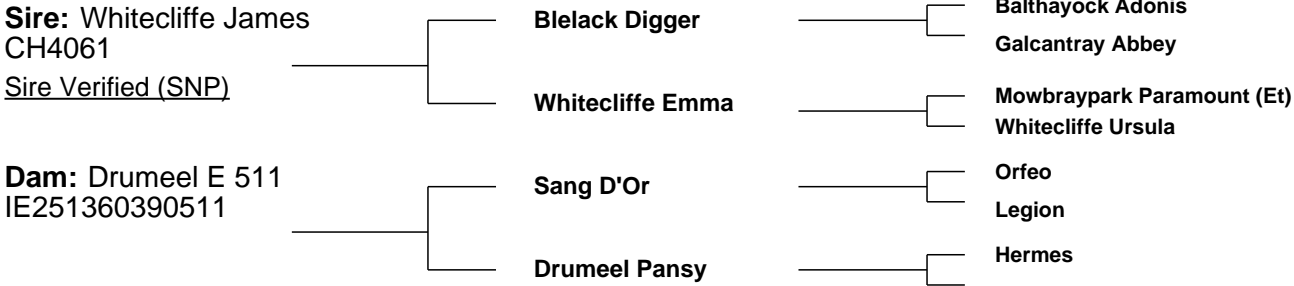 Sire: Whitecliffe James
CH4061
Sire Verified (SNP)
Blelack Digger
Balthayock Adonis
Galcantray Abbey
Whitecliffe Emma
Mowbraypark Paramount (Et)
Whitecliffe Ursula
Dam: Drumeel E 511
IE251360390511
Sang D'Or
Orfeo
Legion
Drumeel Pansy
Hermes